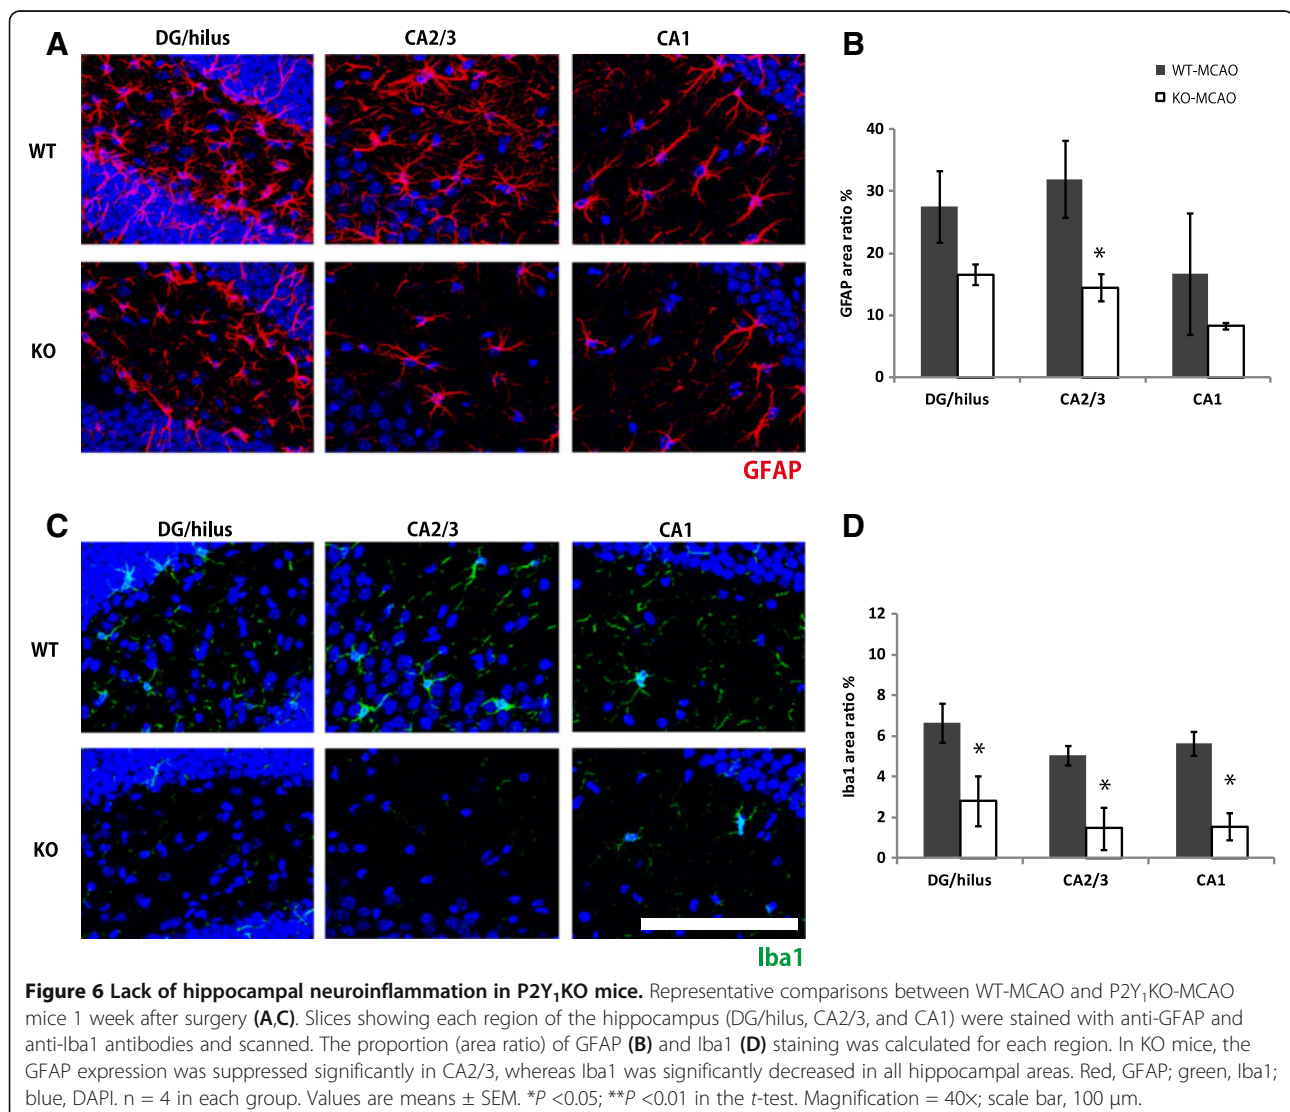 A
DG/hilus
CA2/3
CA1
WT
KO
GFAP
B
WT-MCAO
KO-MCAO
GFAP area ratio %
40
30
20
10
0
*
DG/hilus
CA2/3
CA1
C
DG/hilus
CA2/3
CA1
WT
KO
Iba1
D
Iba1 area ratio %
12
10
8
6
4
2
0
*
*
*
DG/hilus
CA2/3
CA1
Figure 6 Lack of hippocampal neuroinflammation in P2Y₁KO mice. Representative comparisons between WT-MCAO and P2Y₁KO-MCAO
mice 1 week after surgery (A,C). Slices showing each region of the hippocampus (DG/hilus, CA2/3, and CA1) were stained with anti-GFAP and
anti-Iba1 antibodies and scanned. The proportion (area ratio) of GFAP (B) and Iba1 (D) staining was calculated for each region. In KO mice, the
GFAP expression was suppressed significantly in CA2/3, whereas Iba1 was significantly decreased in all hippocampal areas. Red, GFAP; green, Iba1;
blue, DAPI. n = 4 in each group. Values are means ± SEM. *P <0.05; **P <0.01 in the t-test. Magnification = 40×; scale bar, 100 μm.